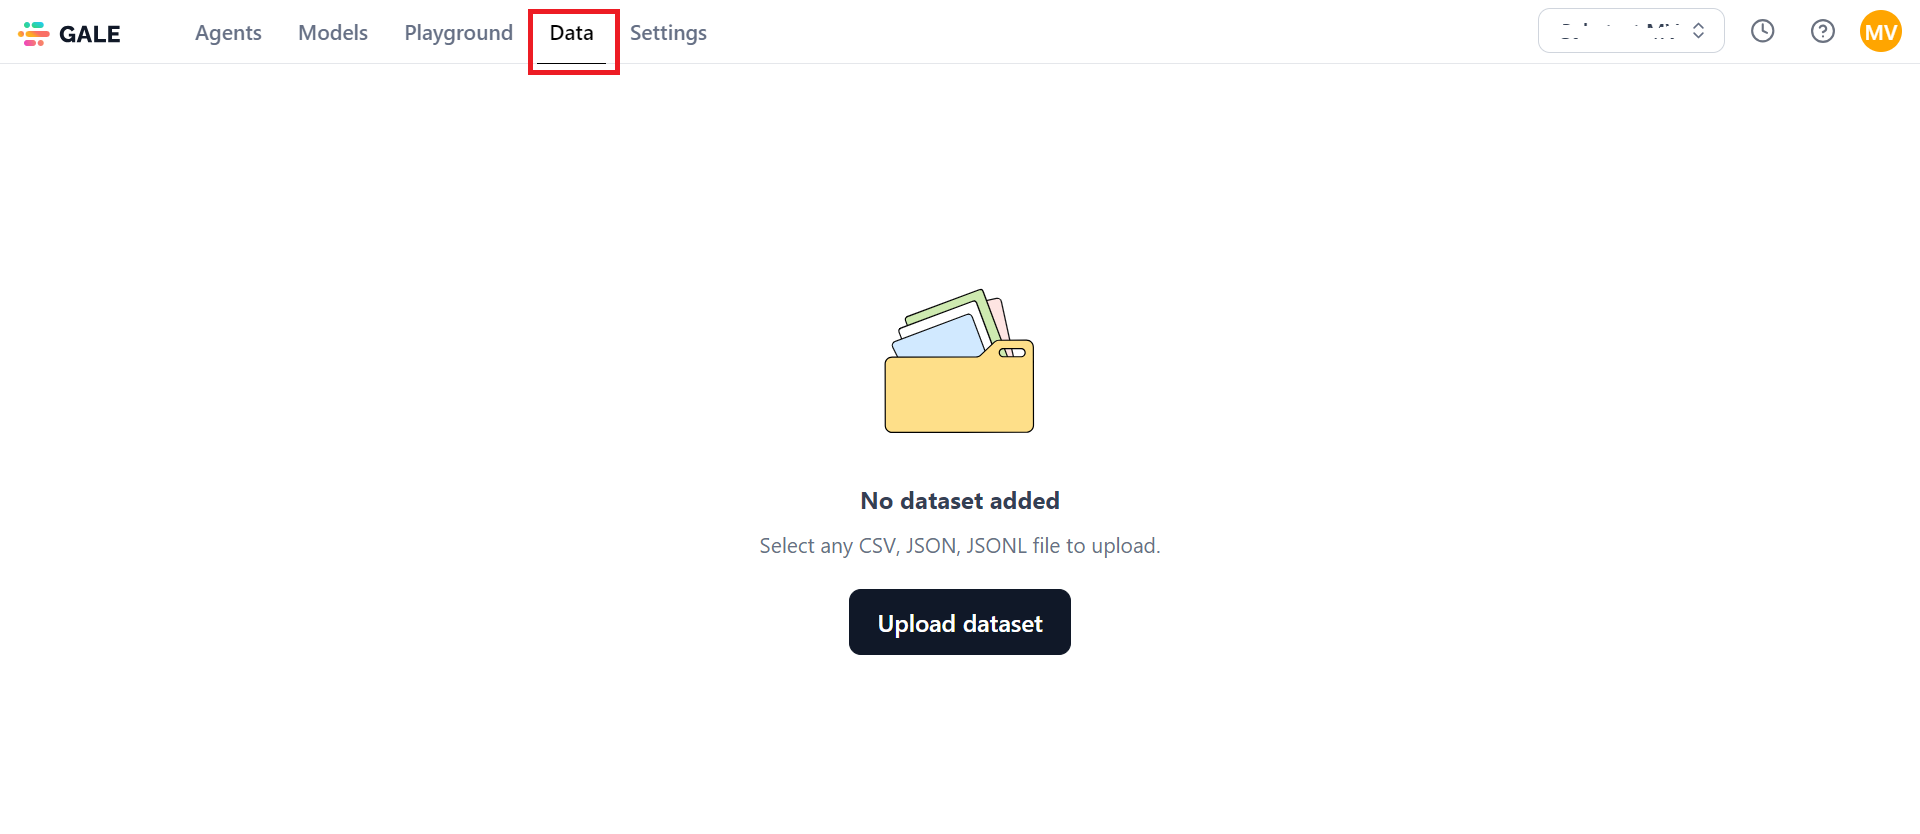 GALE Agents Models Playground Data Settings MV
No dataset added
Select any CSV, JSON, JSONL file to upload.
Upload dataset